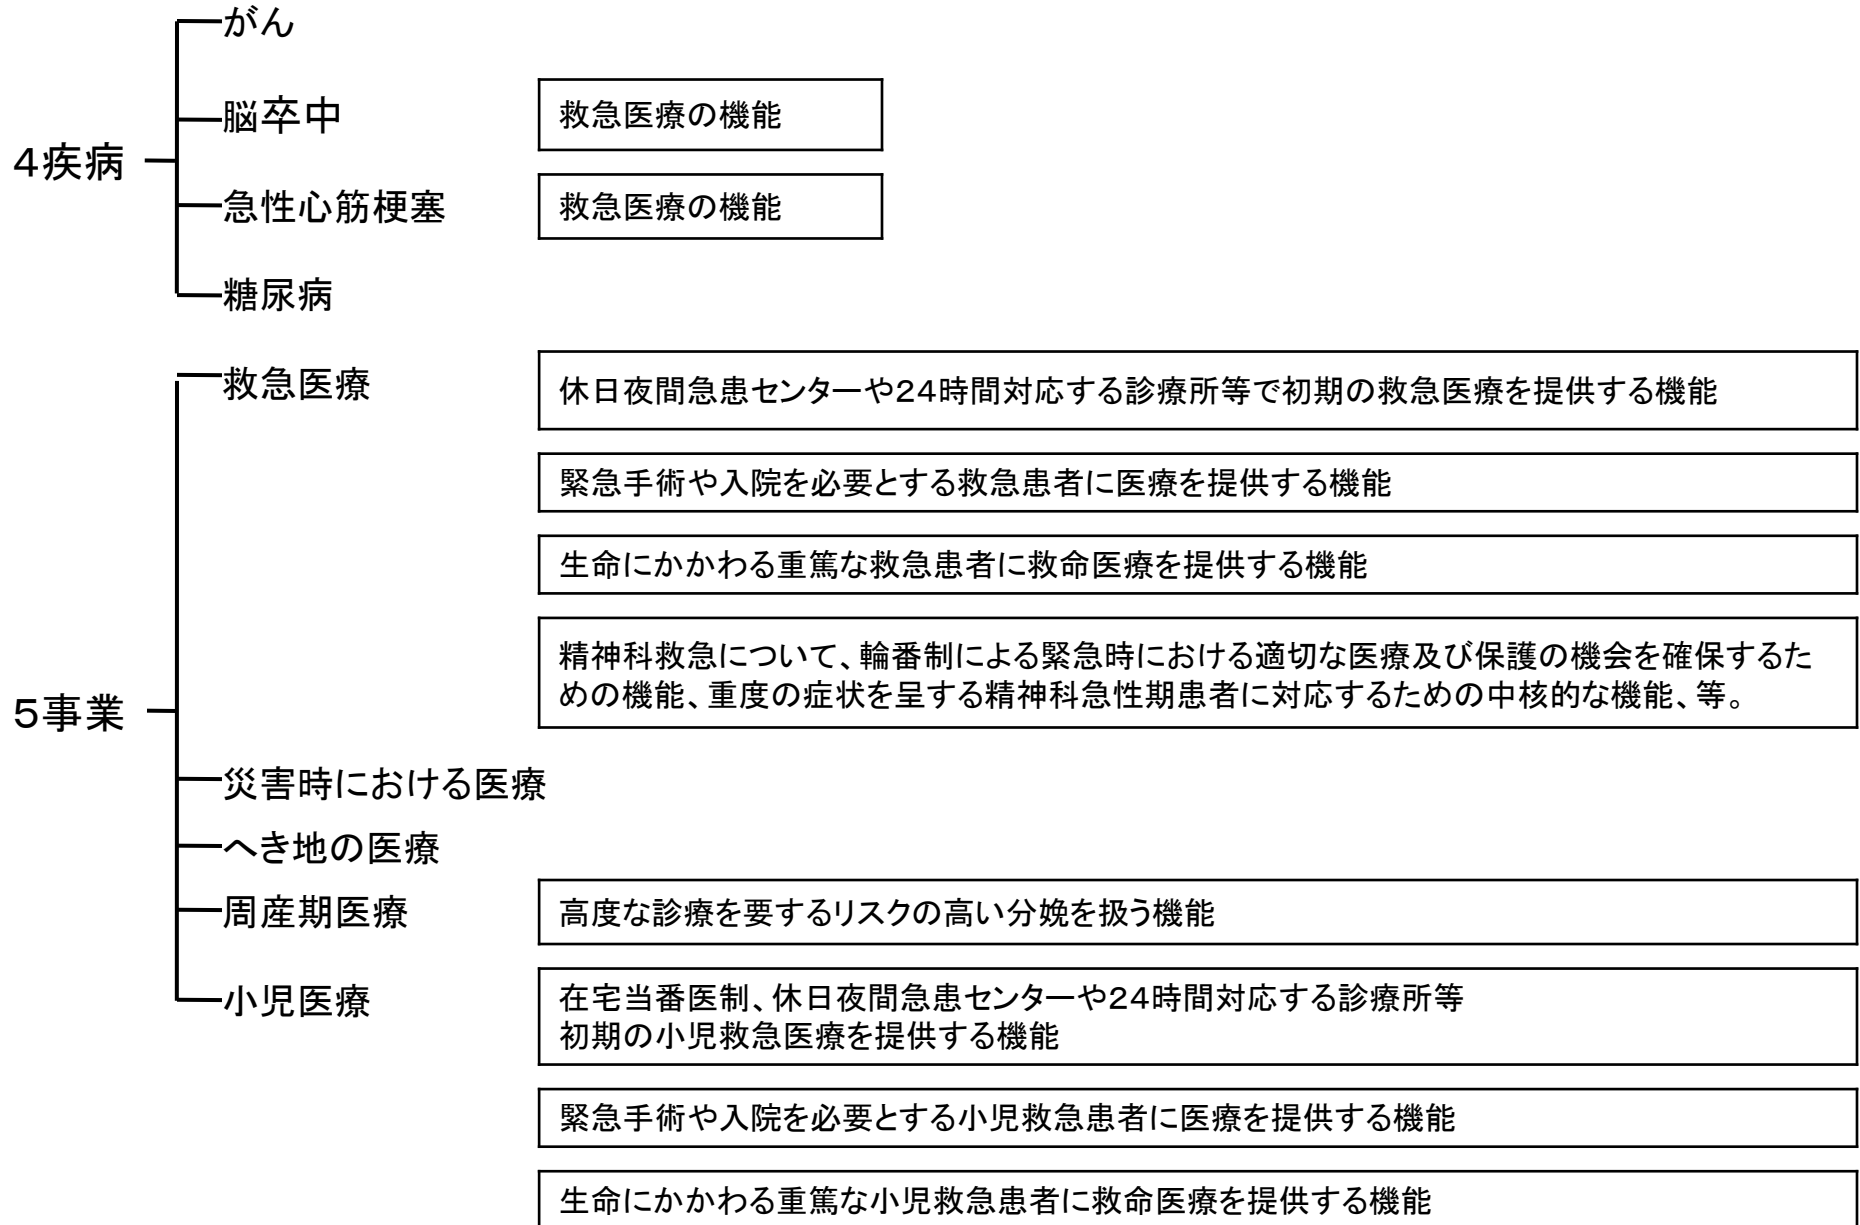 4疾病
がん
脳卒中
救急医療の機能
急性心筋梗塞
救急医療の機能
糖尿病
5事業
救急医療
休日夜間急患センターや24時間対応する診療所等で初期の救急医療を提供する機能
緊急手術や入院を必要とする救急患者に医療を提供する機能
生命にかかわる重篤な救急患者に救命医療を提供する機能
精神科救急について、輪番制による緊急時における適切な医療及び保護の機会を確保するた
めの機能、重度の症状を呈する精神科急性期患者に対応するための中核的な機能、等。
災害時における医療
へき地の医療
周産期医療
高度な診療を要するリスクの高い分娩を扱う機能
小児医療
在宅当番医制、休日夜間急患センターや24時間対応する診療所等
初期の小児救急医療を提供する機能
緊急手術や入院を必要とする小児救急患者に医療を提供する機能
生命にかかわる重篤な小児救急患者に救命医療を提供する機能